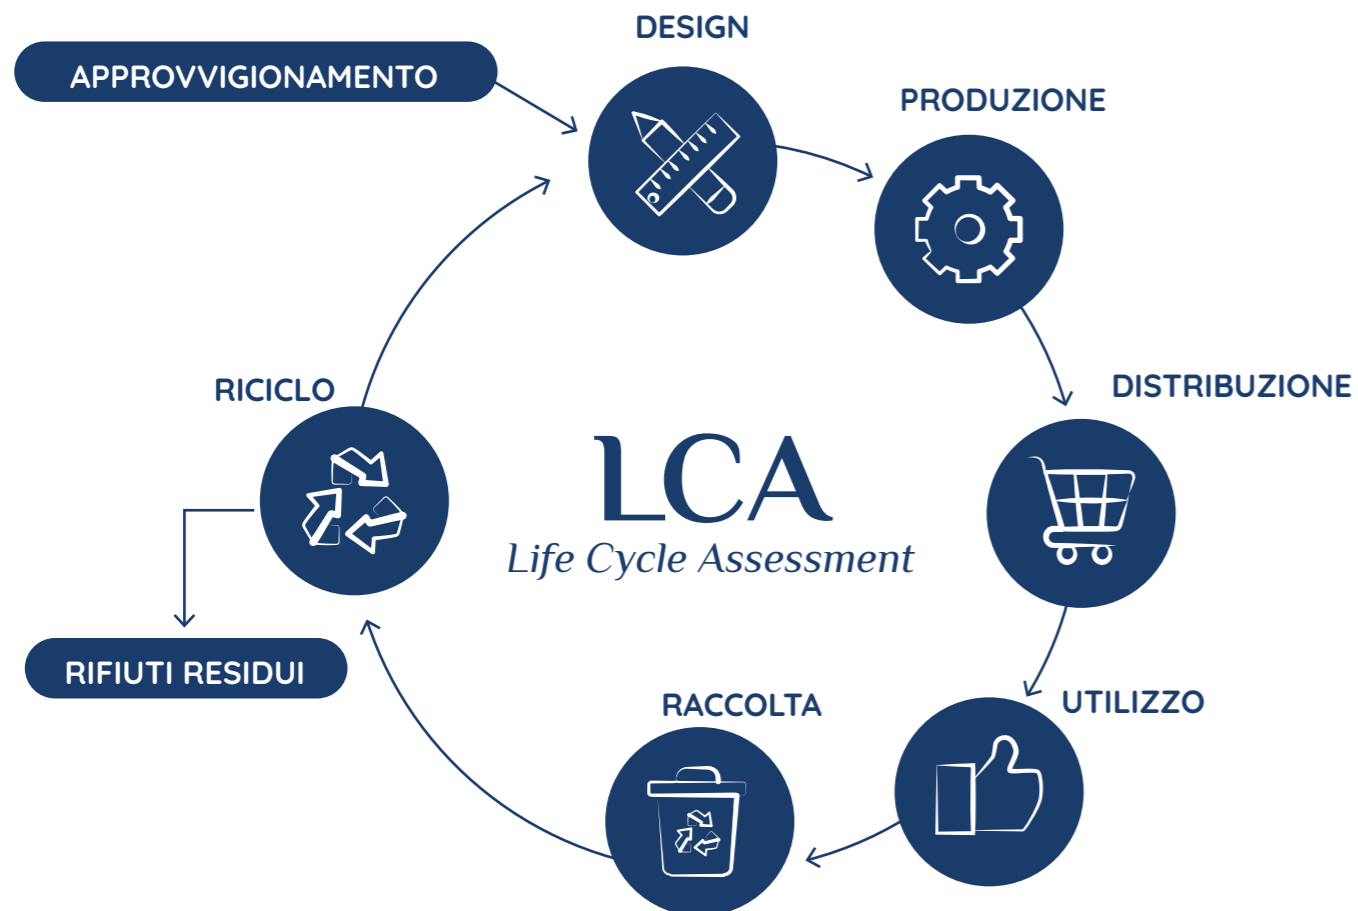 DESIGN
APPROVVIGIONAMENTO
PRODUZIONE
RICICLO
DISTRIBUZIONE
LCA
Life Cycle Assessment
RIFIUTI RESIDUI
RACCOLTA
UTILIZZO